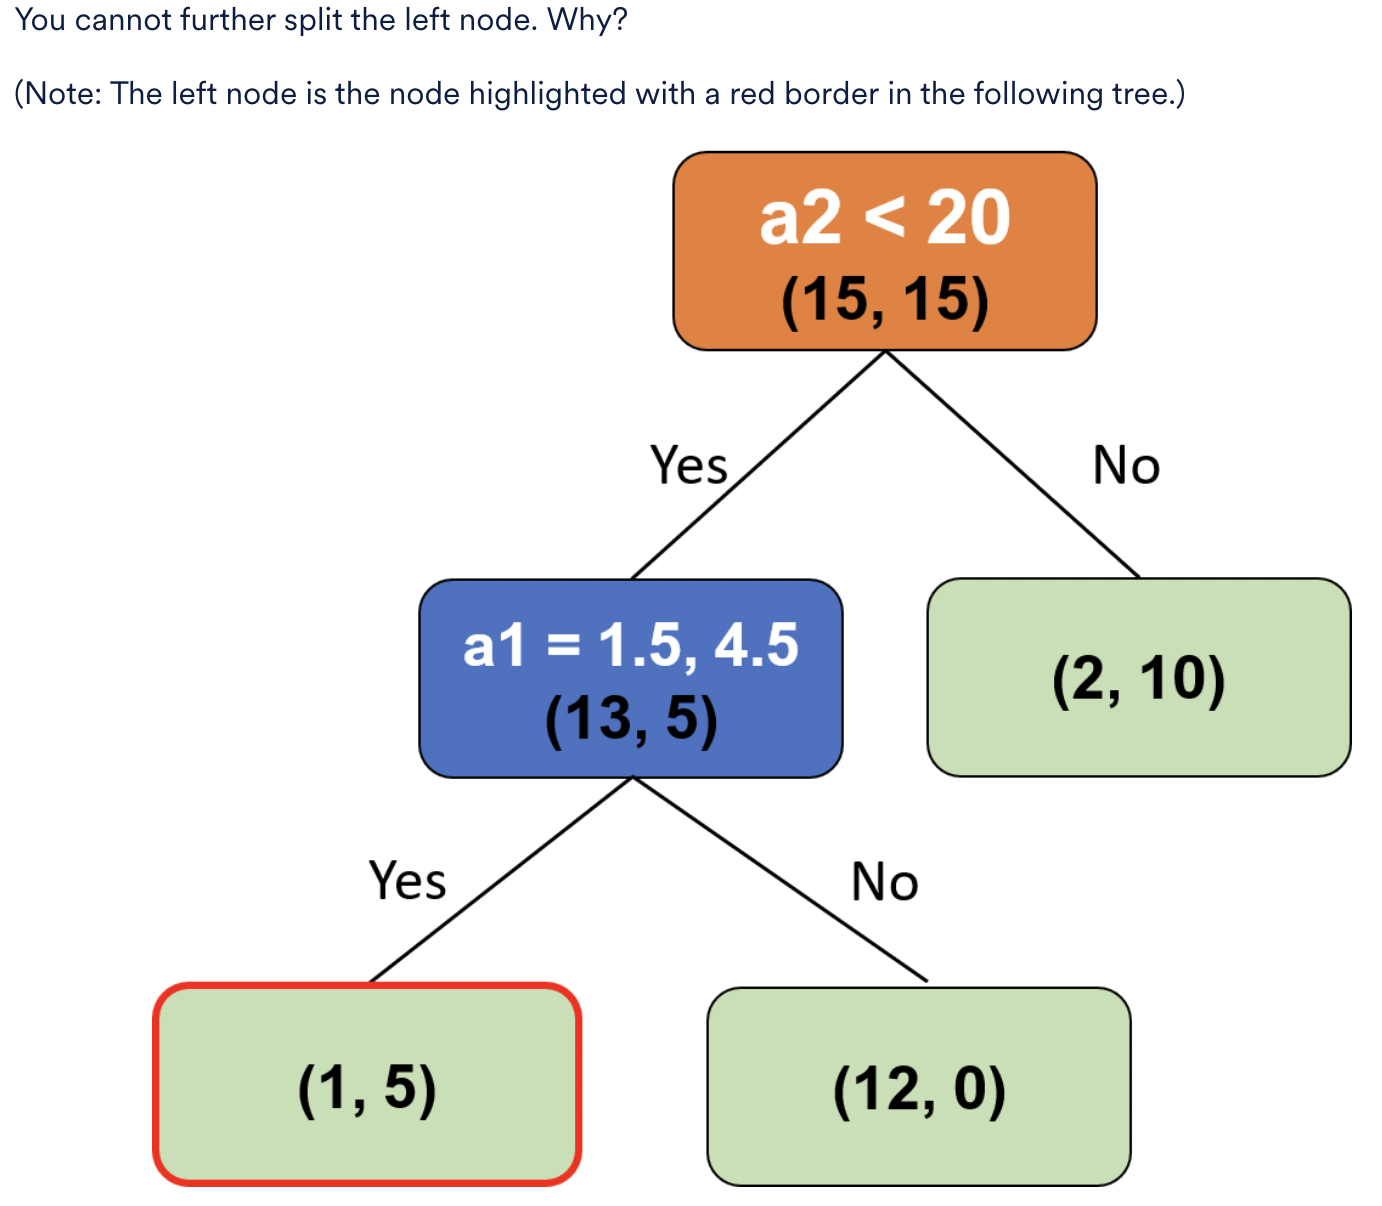 You cannot further split the left node. Why?
(Note: The left node is the node highlighted with a red border in the following tree.)
a2 < 20
(15, 15)
Yes
No
a1 = 1.5, 4.5
(13, 5)
(2, 10)
Yes
No
(1, 5)
(12, 0)